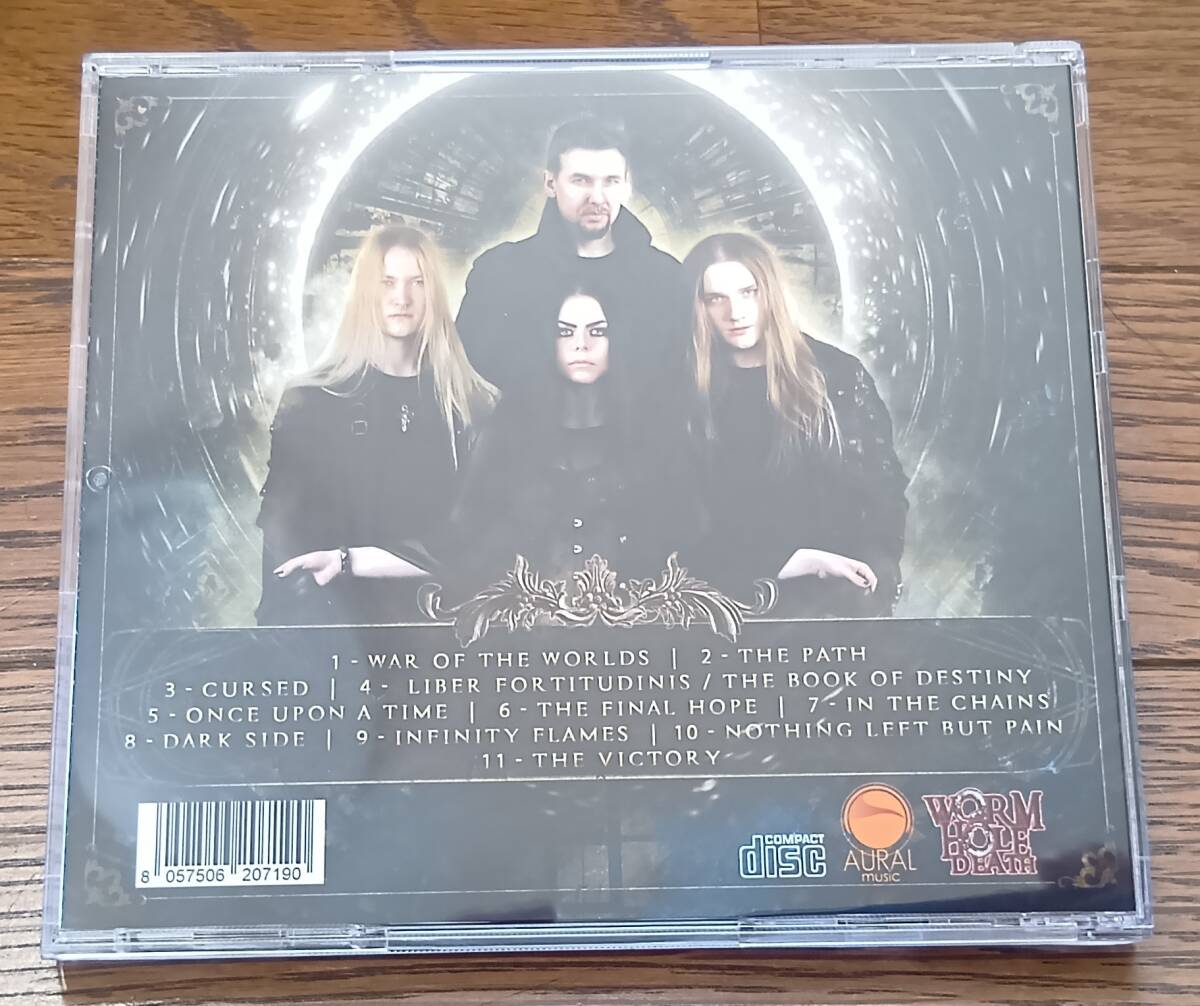 1 - WAR OF THE WORLDS | 2 - THE PATH
3 - CURSED | 4 - LIBER FORTITUDINIS / THE BOOK OF DESTINY
5 - ONCE UPON A TIME | 6 - THE FINAL HOPE | 7 - IN THE CHAINS
8 - DARK SIDE | 9 - INFINITY FLAMES | 10 - NOTHING LEFT BUT PAIN
11 - THE VICTORY
8 057506 207190
COMPACT
disc
AURAL
MUSIC
WORM
HOLE
DEATH